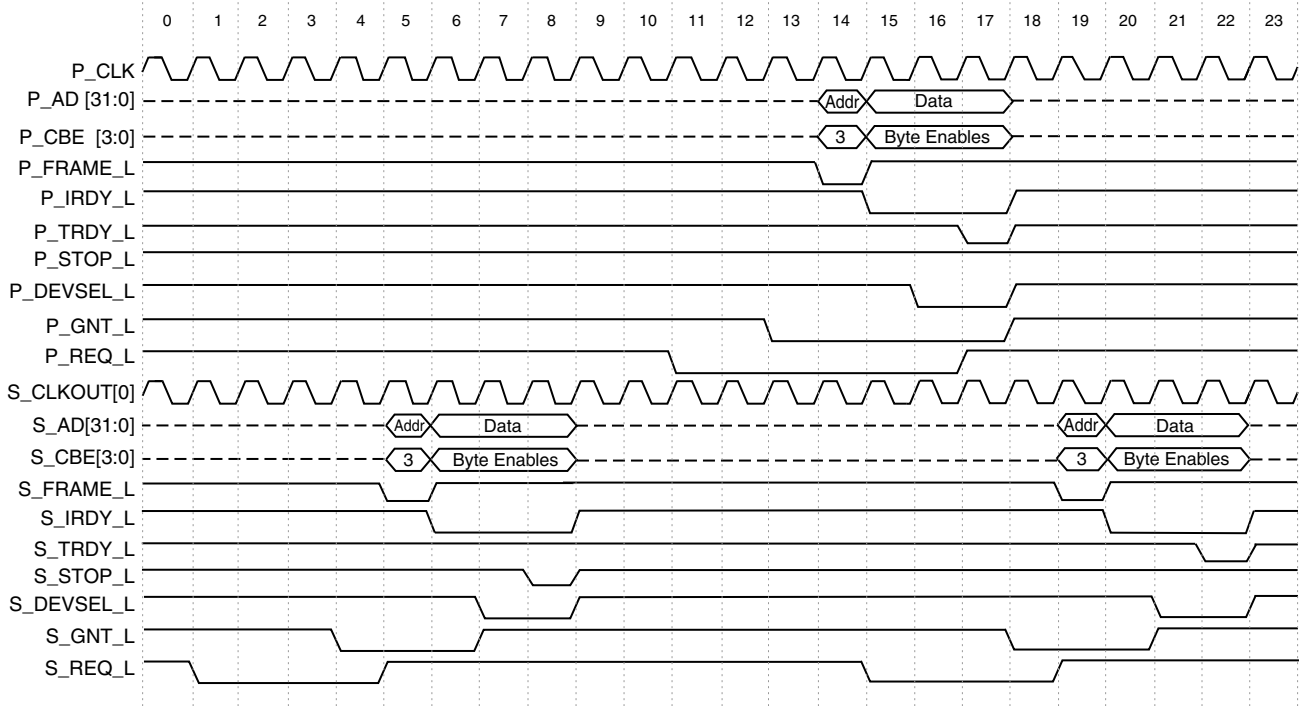 0 1 2 3 4 5 6 7 8 9 10 11 12 13 14 15 16 17 18 19 20 21 22 23
P_CLK
P_AD [31:0] Addr Data
P_CBE [3:0] 3 Byte Enables
P_FRAME_L
P_IRDY_L
P_TRDY_L
P_STOP_L
P_DEVSEL_L
P_GNT_L
P_REQ_L
S_CLKOUT[0]
S_AD[31:0] Addr Data Addr Data
S_CBE[3:0] 3 Byte Enables 3 Byte Enables
S_FRAME_L
S_IRDY_L
S_TRDY_L
S_STOP_L
S_DEVSEL_L
S_GNT_L
S_REQ_L